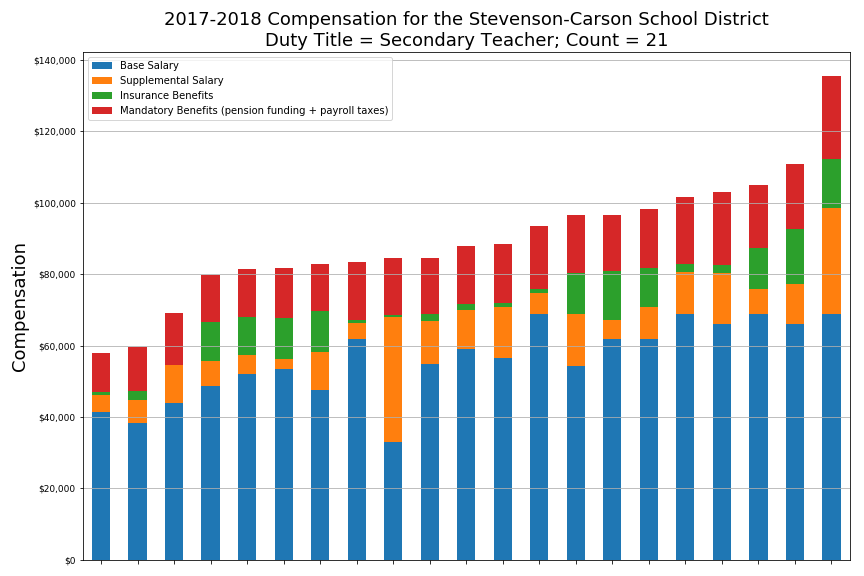 2017-2018 Compensation for the Stevenson-Carson School District
Duty Title = Secondary Teacher; Count = 21
Base Salary
Supplemental Salary
Insurance Benefits
Mandatory Benefits (pension funding + payroll taxes)
Compensation
$140,000
$120,000
$100,000
$80,000
$60,000
$40,000
$20,000
$0